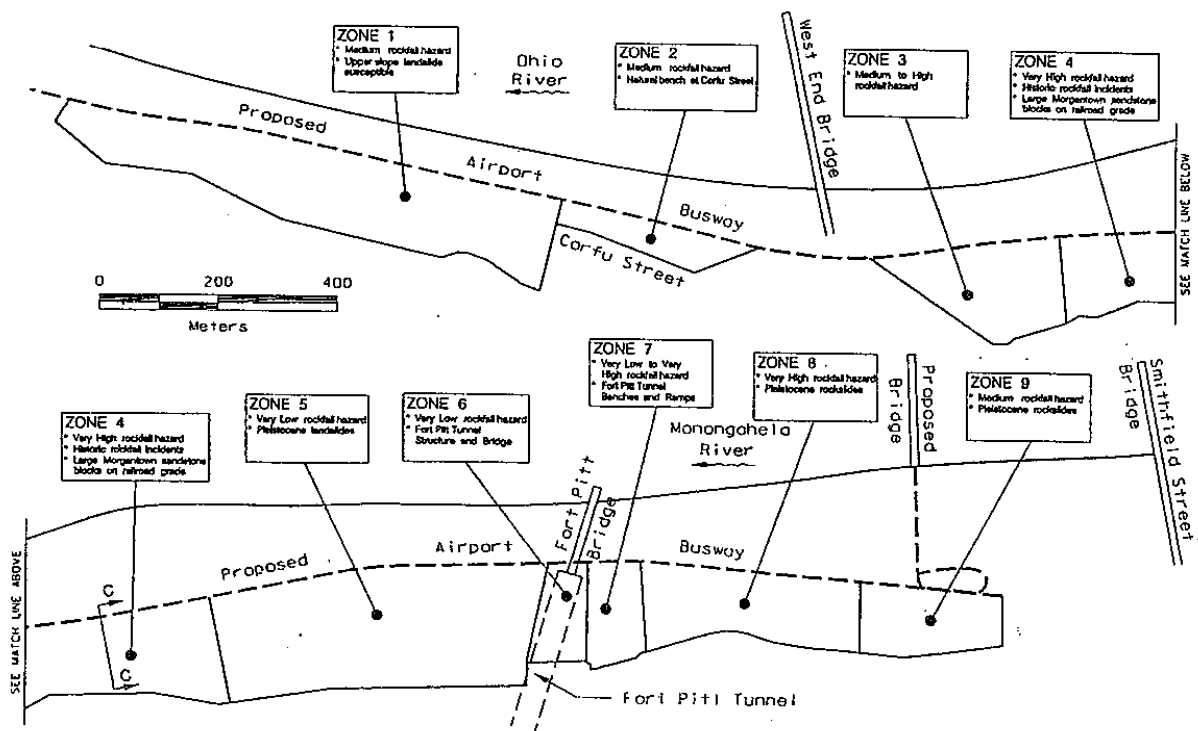 ZONE 1
* Medium rockfall hazard
* Upper slope landslide
susceptible
Ohio
River
ZONE 2
* Medium rockfall hazard
* Natural bench at Corfu Street
West End Bridge
ZONE 3
* Medium to High
rockfall hazard
ZONE 4
* Very High rockfall hazard
* Historic rockfall incidents
* Large Morgantown sandstone
blocks on railroad grade
Proposed
Airport
Busway
Corfu Street
SEE MATCH LINE BELOW
0
200
400
Meters
ZONE 4
* Very High rockfall hazard
* Historic rockfall incidents
* Large Morgantown sandstone
blocks on railroad grade
ZONE 5
* Very Low rockfall hazard
* Pleistocene landslides
ZONE 6
* Very Low rockfall hazard
* Fort Pitt Tunnel
Structure and Bridge
ZONE 7
* Very Low to Very
High rockfall hazard
* Fort Pitt Tunnel
Benches and Ramps
ZONE 8
* Very High rockfall hazard
* Pleistocene rockslides
Proposed
Bridge
ZONE 9
* Medium rockfall hazard
* Pleistocene rockslides
Smithfield Street
Bridge
Monongahela
River
Fort Pitt
Bridge
Proposed
Airport
Busway
SEE MATCH LINE ABOVE
C
C
Fort Pitt Tunnel